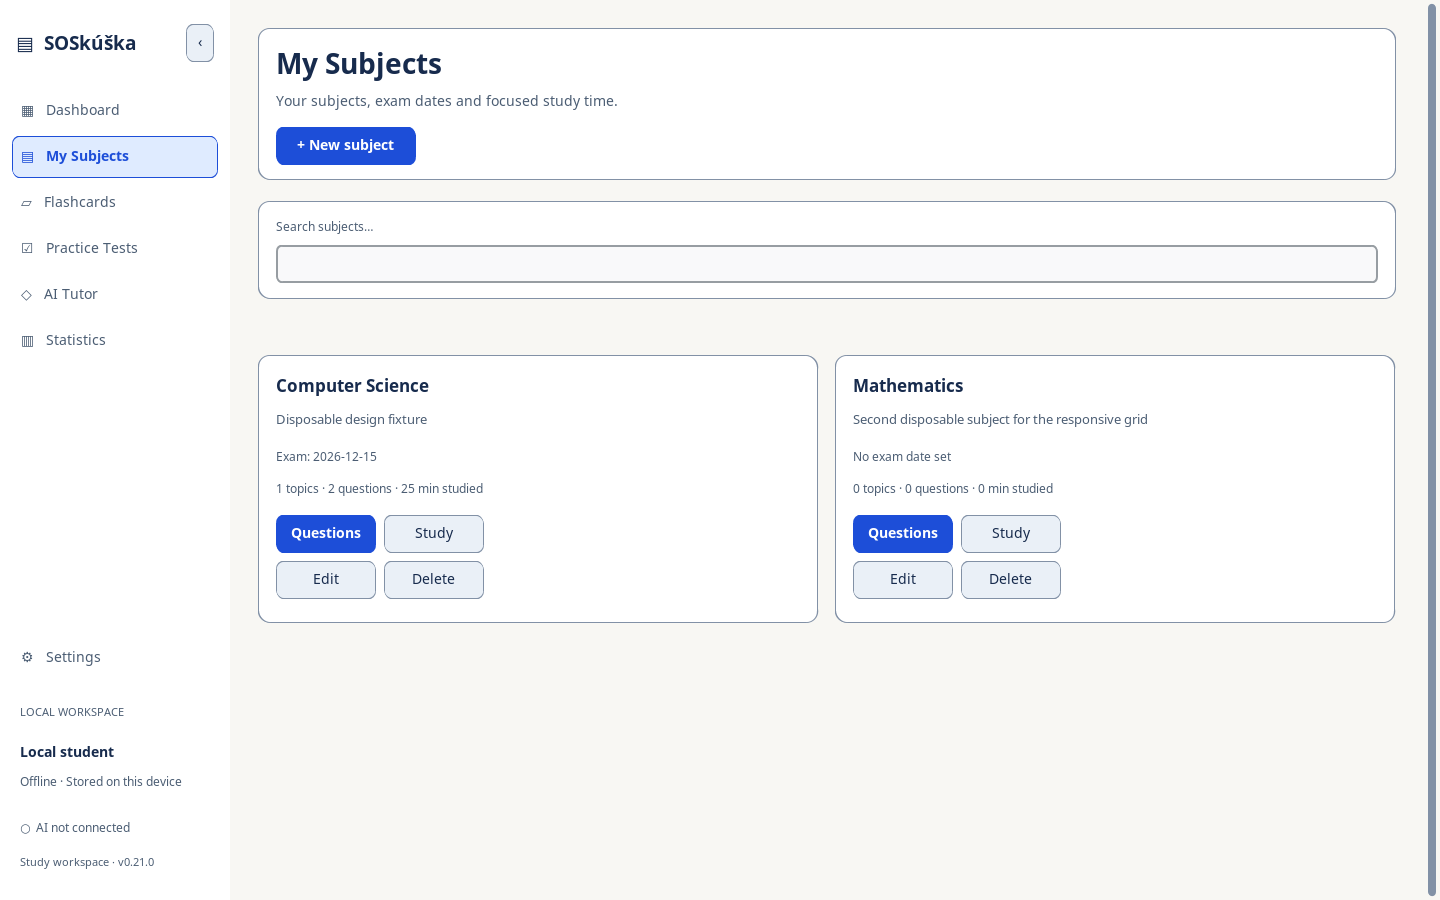 SOSkúška
‹
Dashboard
My Subjects
Flashcards
Practice Tests
AI Tutor
Statistics
Settings
LOCAL WORKSPACE
Local student
Offline · Stored on this device
AI not connected
Study workspace · v0.21.0
My Subjects
Your subjects, exam dates and focused study time.
+ New subject
Search subjects...
Computer Science
Disposable design fixture
Exam: 2026-12-15
1 topics · 2 questions · 25 min studied
Questions
Study
Edit
Delete
Mathematics
Second disposable subject for the responsive grid
No exam date set
0 topics · 0 questions · 0 min studied
Questions
Study
Edit
Delete